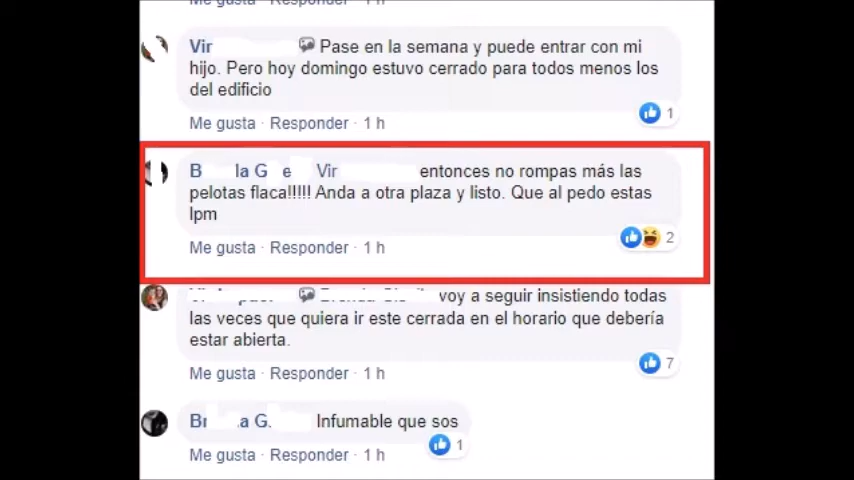 Me gusta · Responder · 1 h
Vir Pase en la semana y puede entrar con mi
hijo. Pero hoy domingo estuvo cerrado para todos menos los
del edificio
1
Me gusta · Responder · 1 h
B la G e Vir entonces no rompas más las
pelotas flaca!!!!! Anda a otra plaza y listo. Que al pedo estas
lpm
2
Me gusta · Responder · 1 h
voy a seguir insistiendo todas
las veces que quiera ir este cerrada en el horario que debería
estar abierta.
7
Me gusta · Responder · 1 h
Br a G. Infumable que sos
1
Me gusta · Responder · 1 h